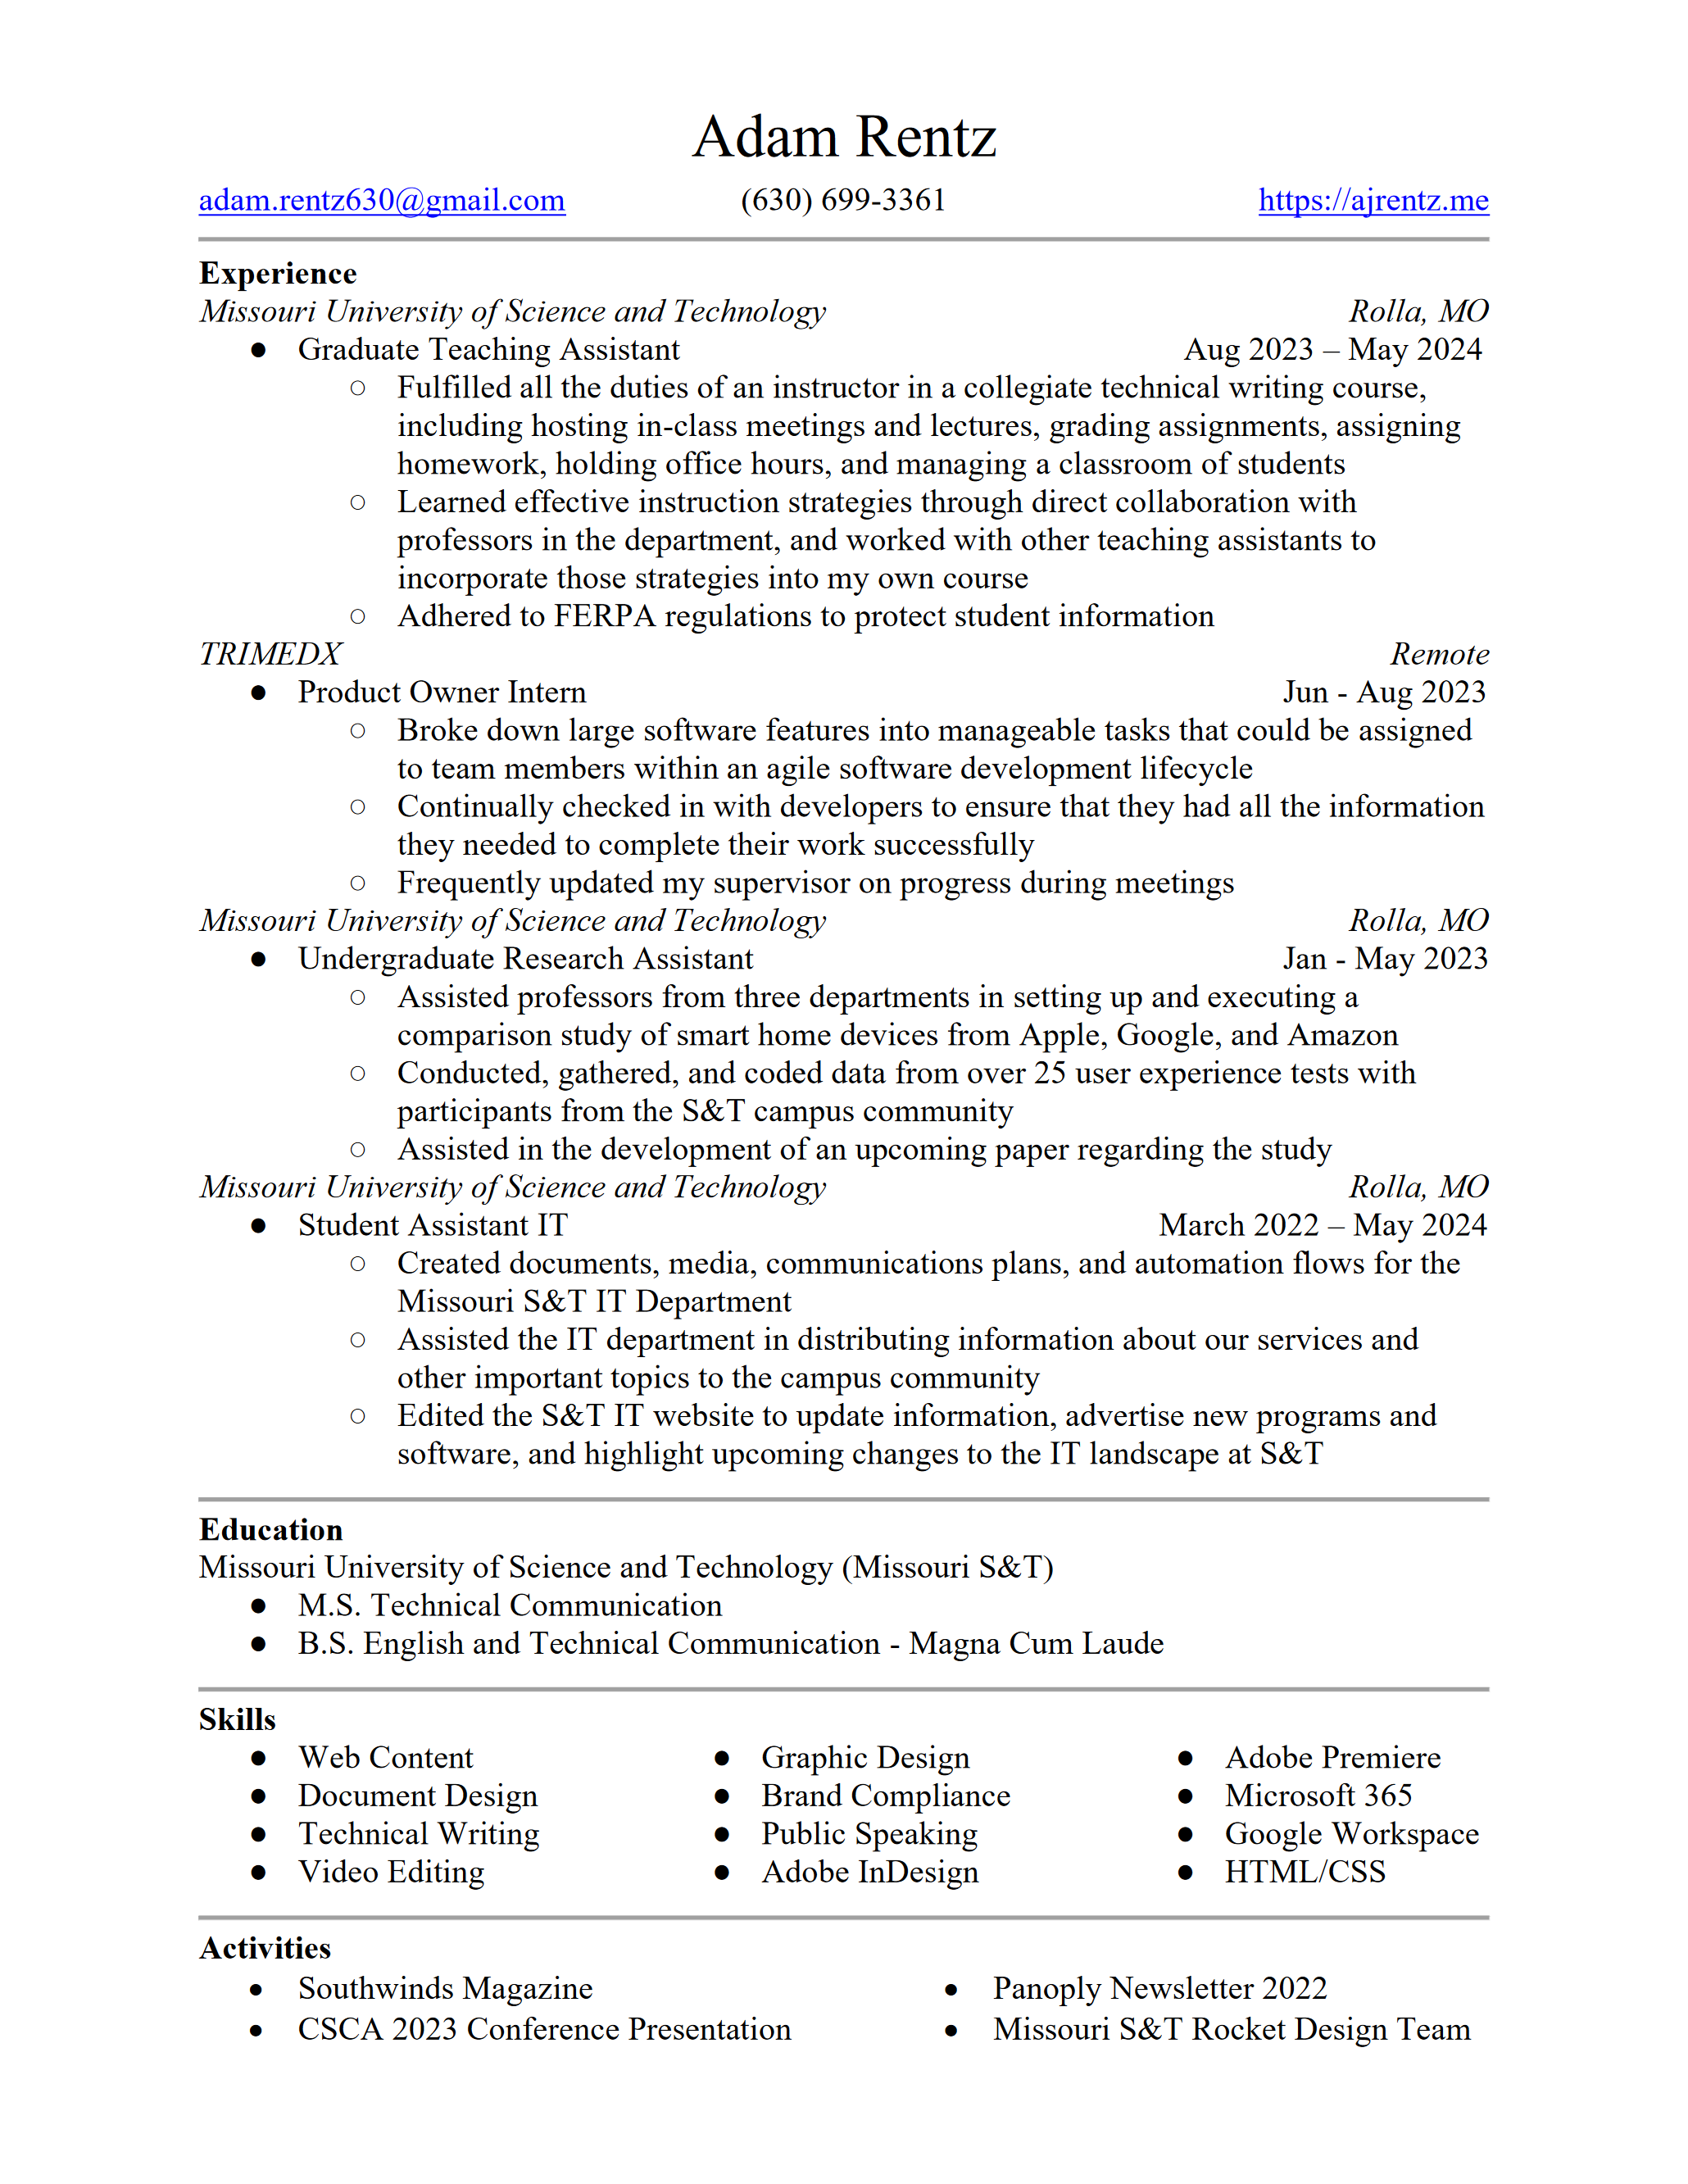 Adam Rentz
adam.rentz630@gmail.com (630) 699-3361 https://ajrentz.me
Experience
Missouri University of Science and Technology Rolla, MO
● Graduate Teaching Assistant Aug 2023 – May 2024
○ Fulfilled all the duties of an instructor in a collegiate technical writing course,
including hosting in-class meetings and lectures, grading assignments, assigning
homework, holding office hours, and managing a classroom of students
○ Learned effective instruction strategies through direct collaboration with
professors in the department, and worked with other teaching assistants to
incorporate those strategies into my own course
○ Adhered to FERPA regulations to protect student information
TRIMEDX Remote
● Product Owner Intern Jun - Aug 2023
○ Broke down large software features into manageable tasks that could be assigned
to team members within an agile software development lifecycle
○ Continually checked in with developers to ensure that they had all the information
they needed to complete their work successfully
○ Frequently updated my supervisor on progress during meetings
Missouri University of Science and Technology Rolla, MO
● Undergraduate Research Assistant Jan - May 2023
○ Assisted professors from three departments in setting up and executing a
comparison study of smart home devices from Apple, Google, and Amazon
○ Conducted, gathered, and coded data from over 25 user experience tests with
participants from the S&T campus community
○ Assisted in the development of an upcoming paper regarding the study
Missouri University of Science and Technology Rolla, MO
● Student Assistant IT March 2022 – May 2024
○ Created documents, media, communications plans, and automation flows for the
Missouri S&T IT Department
○ Assisted the IT department in distributing information about our services and
other important topics to the campus community
○ Edited the S&T IT website to update information, advertise new programs and
software, and highlight upcoming changes to the IT landscape at S&T
Education
Missouri University of Science and Technology (Missouri S&T)
● M.S. Technical Communication
● B.S. English and Technical Communication - Magna Cum Laude
Skills
● Web Content ● Graphic Design ● Adobe Premiere
● Document Design ● Brand Compliance ● Microsoft 365
● Technical Writing ● Public Speaking ● Google Workspace
● Video Editing ● Adobe InDesign ● HTML/CSS
Activities
● Southwinds Magazine ● Panoply Newsletter 2022
● CSCA 2023 Conference Presentation ● Missouri S&T Rocket Design Team